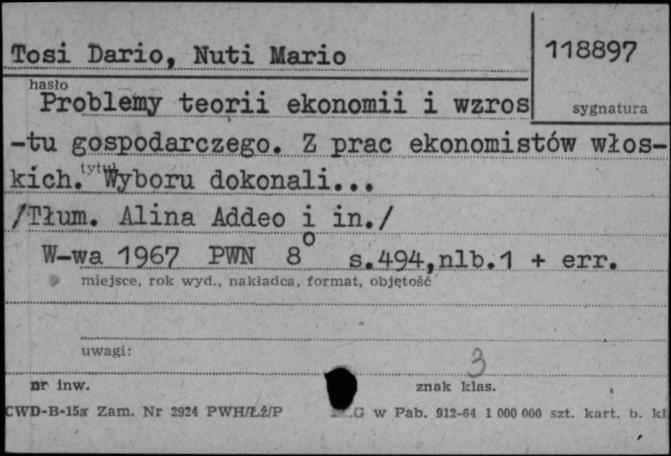 Tosi Dario, Nuti Mario
118897
hasło
sygnatura
Problemy teorii ekonomii i wzros
-tu gospodarczego. Z prac ekonomistów włos-
kich. Wyboru dokonali...
tytuł
/Tłum. Alina Addeo i in./
W-wa 1967 PWN 8° s.494,nlb.1 + err.
miejsce, rok wyd., nakładca, format, objętość
uwagi:
3
nr inw.
znak klas.
CWD-B-15a Zam. Nr 2924 PWH/Łź/P
G w Pab. 912-64 1 000 000 szt. kart. b. kl